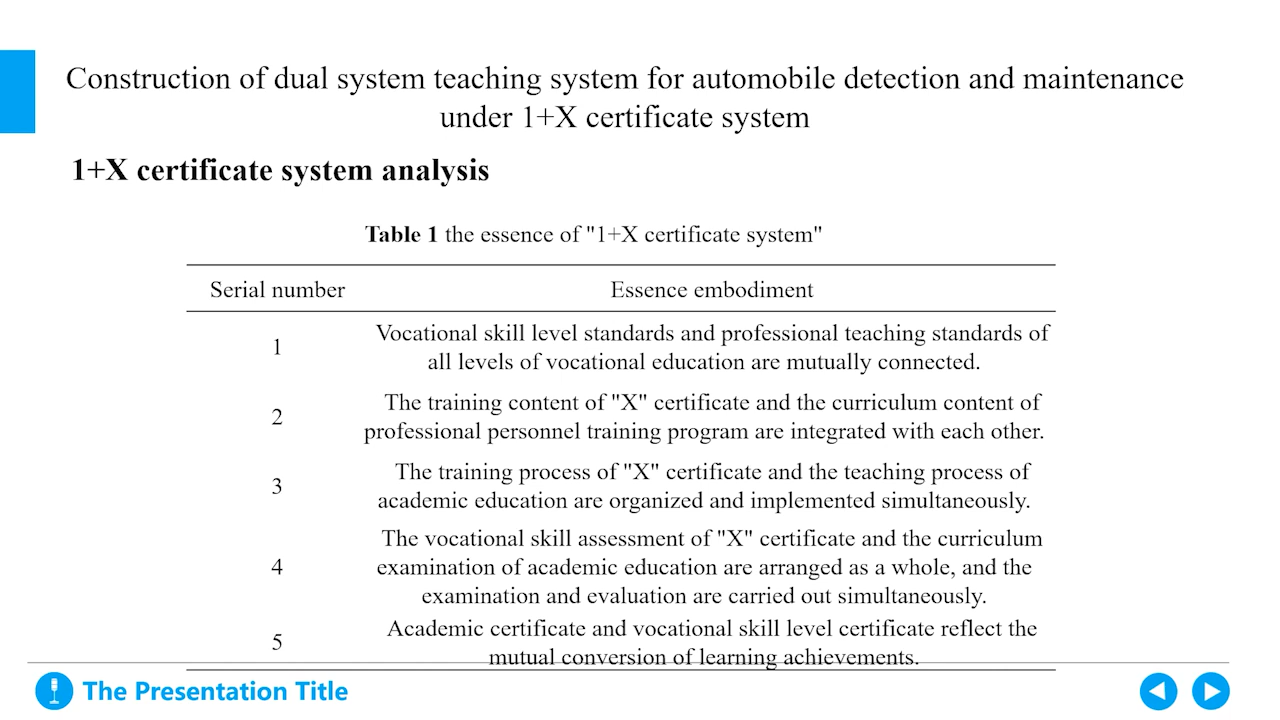 Construction of dual system teaching system for automobile detection and maintenance
under 1+X certificate system
1+X certificate system analysis
Table 1 the essence of "1+X certificate system"
Serial number Essence embodiment
1 Vocational skill level standards and professional teaching standards of
all levels of vocational education are mutually connected.
2 The training content of "X" certificate and the curriculum content of
professional personnel training program are integrated with each other.
3 The training process of "X" certificate and the teaching process of
academic education are organized and implemented simultaneously.
4 The vocational skill assessment of "X" certificate and the curriculum
examination of academic education are arranged as a whole, and the
examination and evaluation are carried out simultaneously.
5 Academic certificate and vocational skill level certificate reflect the
mutual conversion of learning achievements.
The Presentation Title